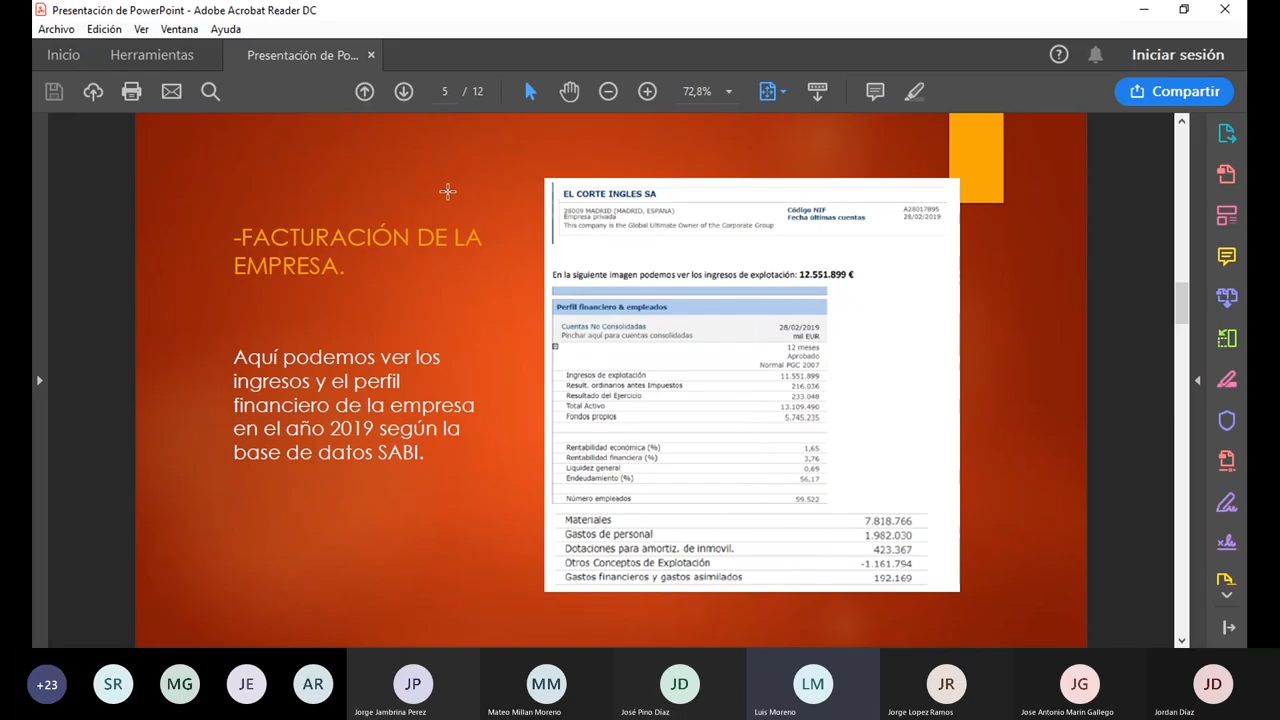 Presentación de PowerPoint - Adobe Acrobat Reader DC
Archivo Edición Ver Ventana Ayuda
Inicio Herramientas Presentación de Po... × Iniciar sesión
5 / 12 72,8% Compartir
-FACTURACIÓN DE LA
EMPRESA.
Aquí podemos ver los
ingresos y el perfil
financiero de la empresa
en el año 2019 según la
base de datos SABI.
EL CORTE INGLES SA
28009 MADRID (MADRID, ESPANA) Código NIF A28017895
Empresa privada Fecha últimas cuentas 28/02/2019
This company is the Global Ultimate Owner of the Corporate Group
En la siguiente imagen podemos ver los ingresos de explotación: 12.551.899 €
Perfil financiero & empleados
Cuentas No Consolidadas 28/02/2019
Pinchar aquí para cuentas consolidadas mil EUR
12 meses
Aprobado
Normal PGC 2007
Ingresos de explotación 11.551.899
Result. ordinarios antes Impuestos 216.036
Resultado del Ejercicio 233.048
Total Activo 13.109.490
Fondos propios 5.745.235
Rentabilidad económica (%) 1,65
Rentabilidad financiera (%) 3,76
Liquidez general 0,69
Endeudamiento (%) 56,17
Número empleados 59.522
Materiales 7.818.766
Gastos de personal 1.982.030
Dotaciones para amortiz. de inmovil. 423.367
Otros Conceptos de Explotación -1.161.794
Gastos financieros y gastos asimilados 192.169
+23 SR MG JE AR JP MM JD LM JR JG JD
Jorge Jambrina Perez Mateo Millan Moreno José Pino Díaz Luis Moreno Jorge Lopez Ramos Jose Antonio Marin Gallego Jordan Díaz